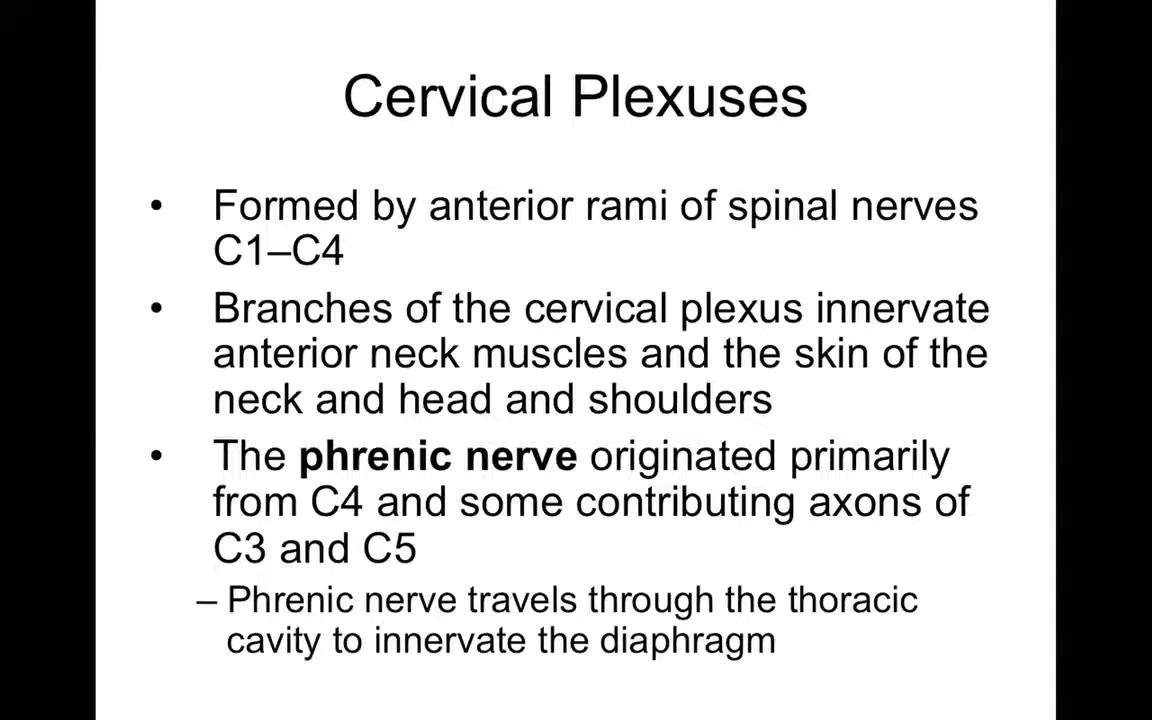 Cervical Plexuses
• Formed by anterior rami of spinal nerves
C1–C4
• Branches of the cervical plexus innervate
anterior neck muscles and the skin of the
neck and head and shoulders
• The phrenic nerve originated primarily
from C4 and some contributing axons of
C3 and C5
– Phrenic nerve travels through the thoracic
cavity to innervate the diaphragm